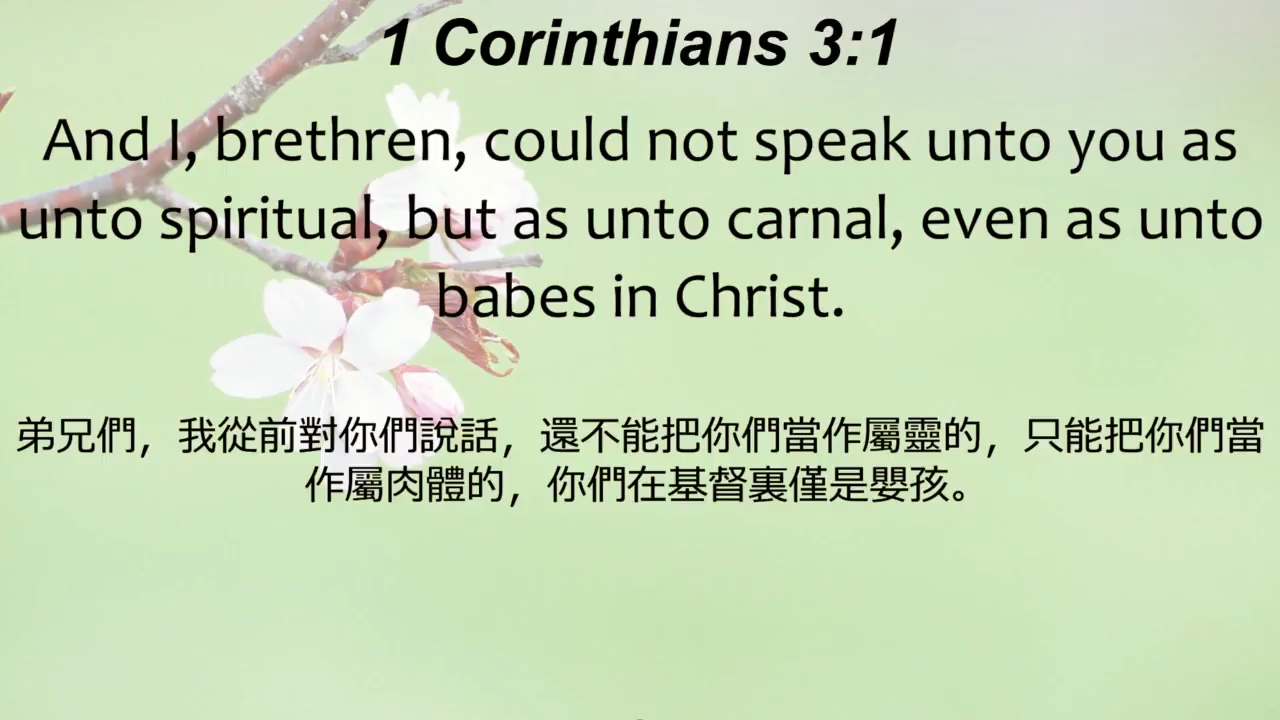 1 Corinthians 3:1
And I, brethren, could not speak unto you as
unto spiritual, but as unto carnal, even as unto
babes in Christ.
弟兄們，我從前對你們說話，還不能把你們當作屬靈的，只能把你們當
作屬肉體的，你們在基督裏僅是嬰孩。